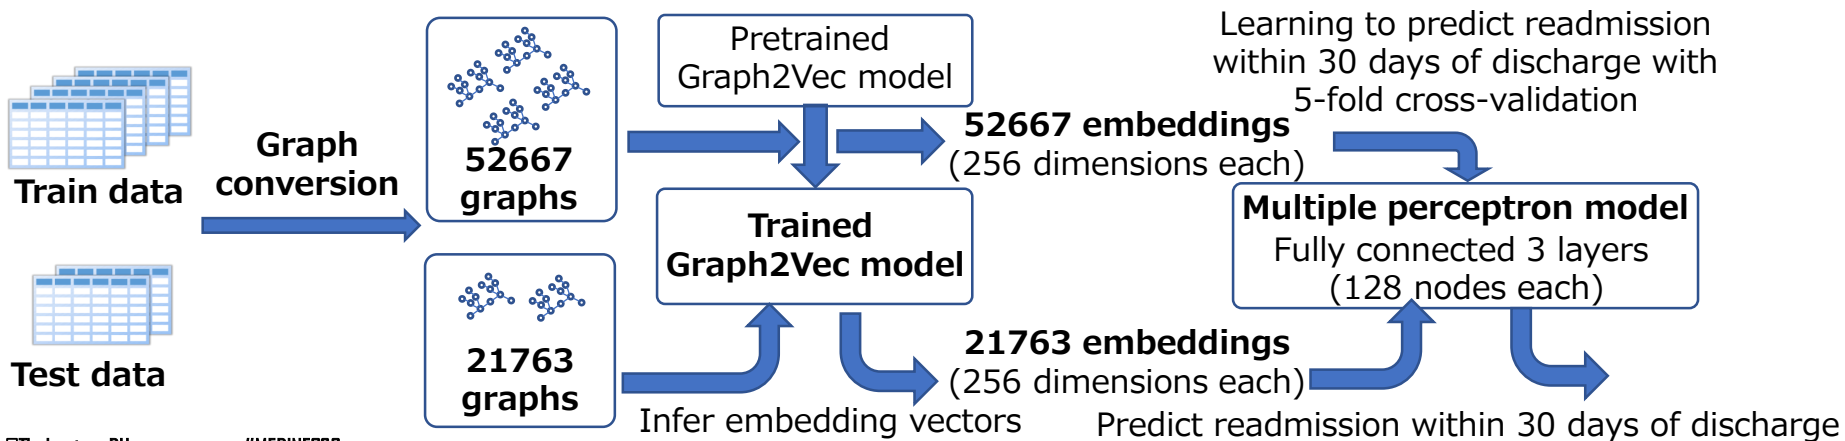 Train data
Test data
Graph
conversion
52667
graphs
21763
graphs
Pretrained
Graph2Vec model
Trained
Graph2Vec model
Infer embedding vectors
52667 embeddings
(256 dimensions each)
21763 embeddings
(256 dimensions each)
Learning to predict readmission
within 30 days of discharge with
5-fold cross-validation
Multiple perceptron model
Fully connected 3 layers
(128 nodes each)
Predict readmission within 30 days of discharge